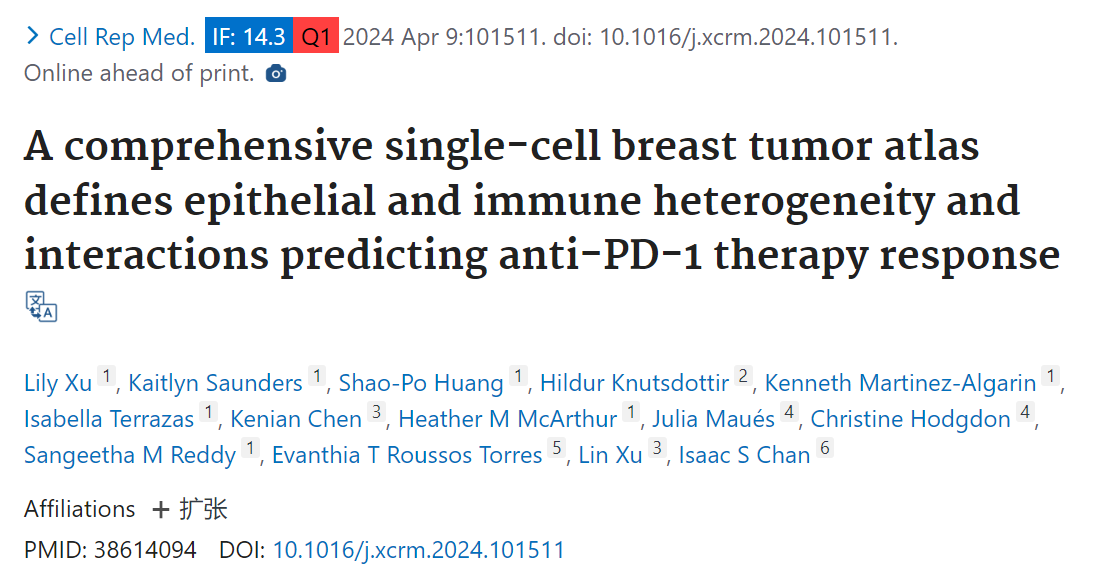 Cell Rep Med. IF: 14.3 Q1 2024 Apr 9:101511. doi: 10.1016/j.xcrm.2024.101511.
Online ahead of print.
A comprehensive single-cell breast tumor atlas
defines epithelial and immune heterogeneity and
interactions predicting anti-PD-1 therapy response
文 A
Lily Xu 1, Kaitlyn Saunders 1, Shao-Po Huang 1, Hildur Knutsdottir 2, Kenneth Martinez-Algarin 1,
Isabella Terrazas 1, Kenian Chen 3, Heather M McArthur 1, Julia Maués 4, Christine Hodgdon 4,
Sangeetha M Reddy 1, Evanthia T Roussos Torres 5, Lin Xu 3, Isaac S Chan 6
Affiliations + 扩张
PMID: 38614094 DOI: 10.1016/j.xcrm.2024.101511